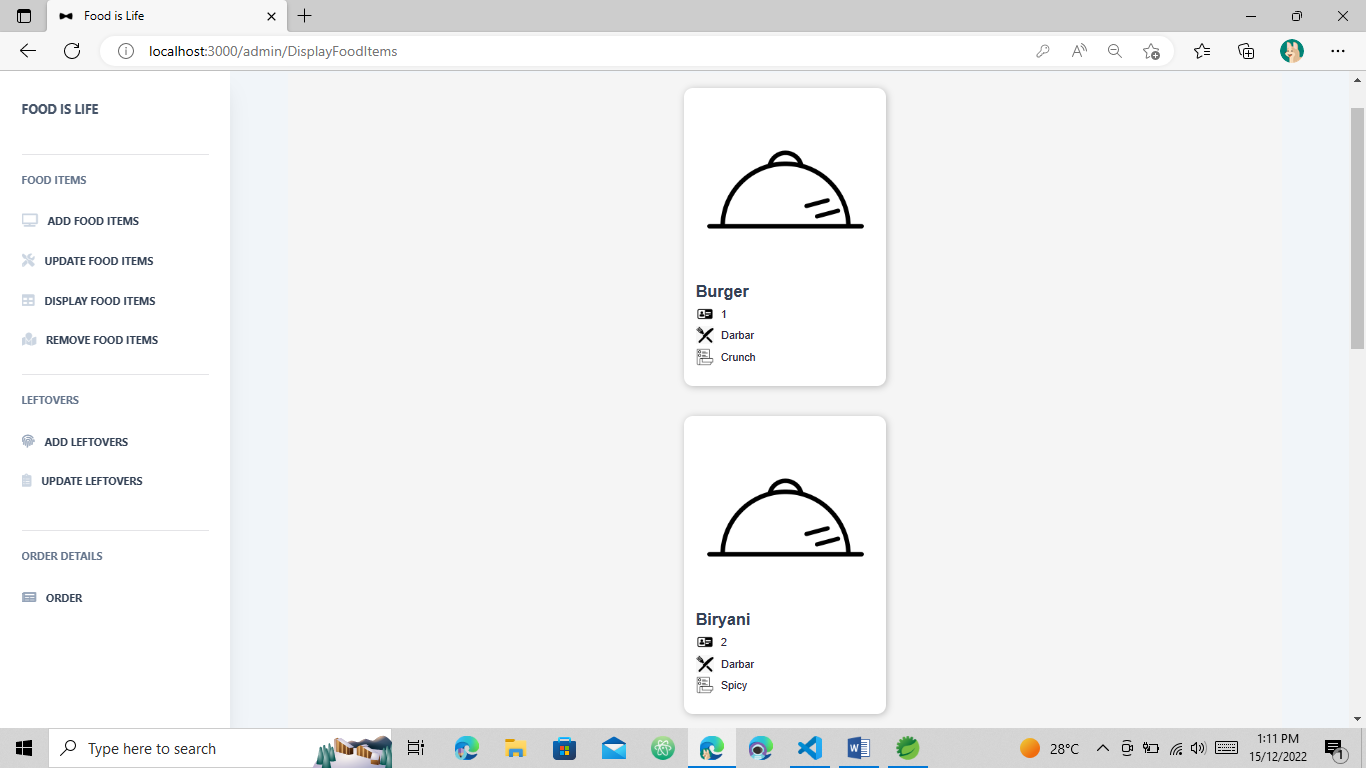 Food is Life
localhost:3000/admin/DisplayFoodItems
FOOD IS LIFE
FOOD ITEMS
ADD FOOD ITEMS
UPDATE FOOD ITEMS
DISPLAY FOOD ITEMS
REMOVE FOOD ITEMS
LEFTOVERS
ADD LEFTOVERS
UPDATE LEFTOVERS
ORDER DETAILS
ORDER
Burger
1
Darbar
Crunch
Biryani
2
Darbar
Spicy
Type here to search
28°C
1:11 PM
15/12/2022
1